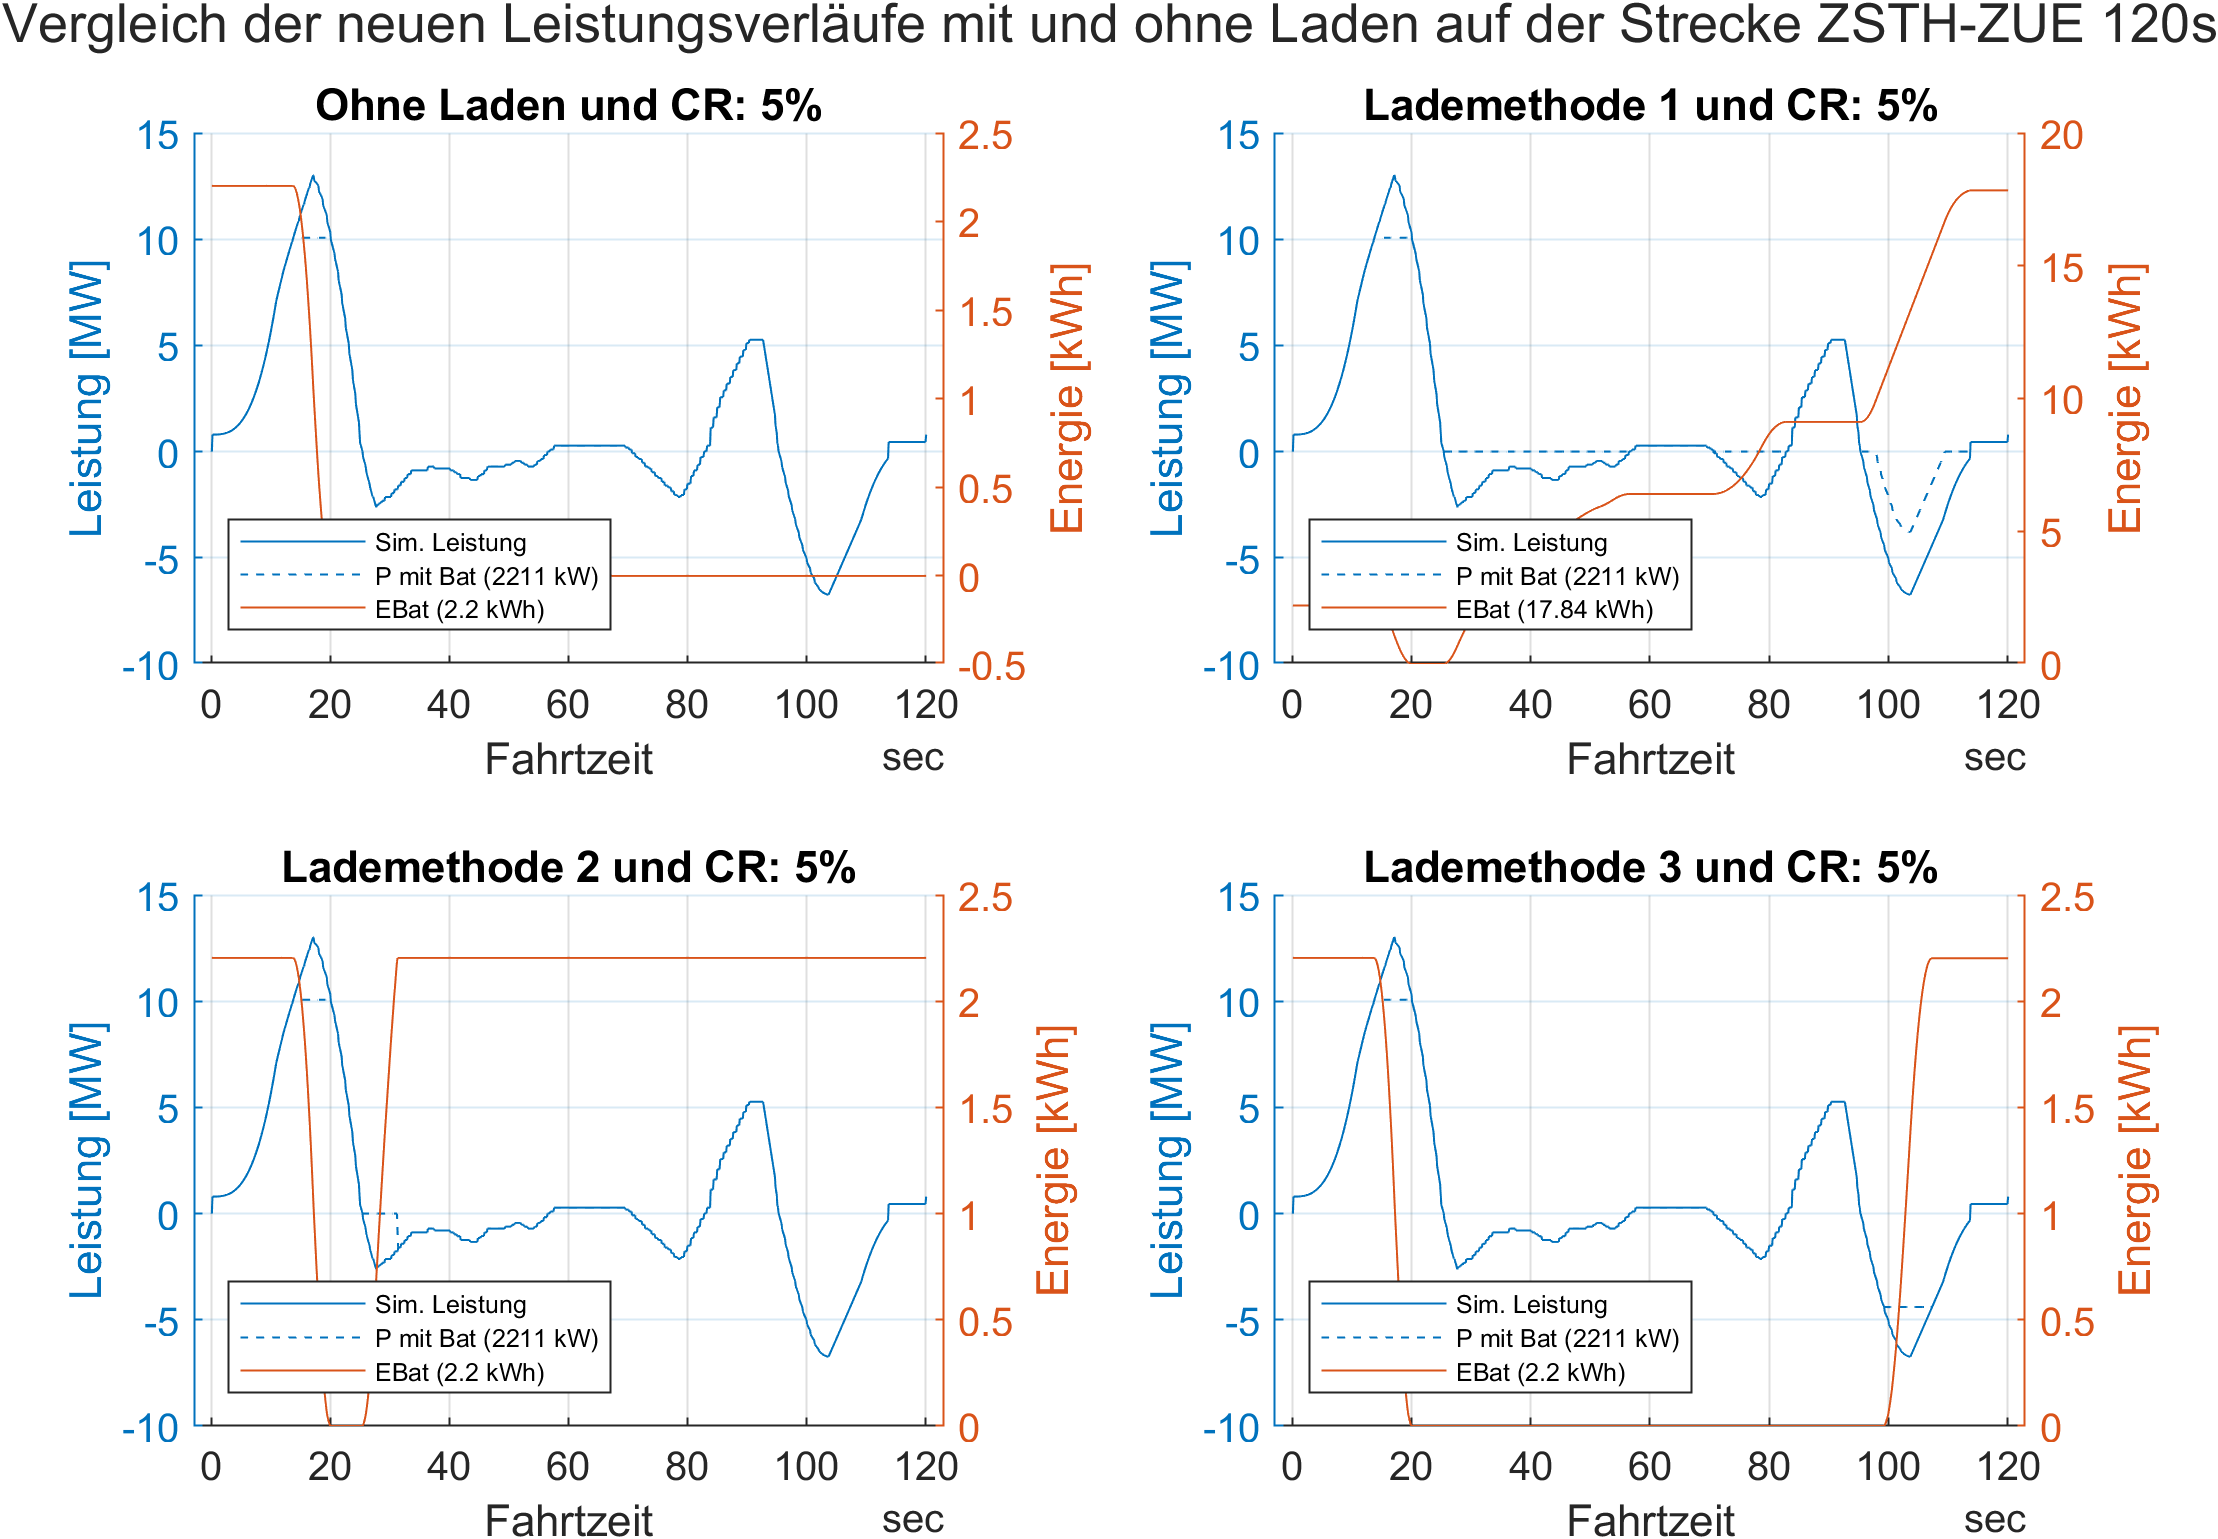 Vergleich der neuen Leistungsverläufe mit und ohne Laden auf der Strecke ZSTH-ZUE 120s
Ohne Laden und CR: 5%
15
10
5
0
-5
-10
Leistung [MW]
2.5
2
1.5
1
0.5
0
-0.5
Energie [kWh]
Sim. Leistung
P mit Bat (2211 kW)
EBat (2.2 kWh)
0 20 40 60 80 100 120
Fahrtzeit sec
Lademethode 1 und CR: 5%
15
10
5
0
-5
-10
Leistung [MW]
20
15
10
5
0
Energie [kWh]
Sim. Leistung
P mit Bat (2211 kW)
EBat (17.84 kWh)
0 20 40 60 80 100 120
Fahrtzeit sec
Lademethode 2 und CR: 5%
15
10
5
0
-5
-10
Leistung [MW]
2.5
2
1.5
1
0.5
0
Energie [kWh]
Sim. Leistung
P mit Bat (2211 kW)
EBat (2.2 kWh)
0 20 40 60 80 100 120
Fahrtzeit sec
Lademethode 3 und CR: 5%
15
10
5
0
-5
-10
Leistung [MW]
2.5
2
1.5
1
0.5
0
Energie [kWh]
Sim. Leistung
P mit Bat (2211 kW)
EBat (2.2 kWh)
0 20 40 60 80 100 120
Fahrtzeit sec